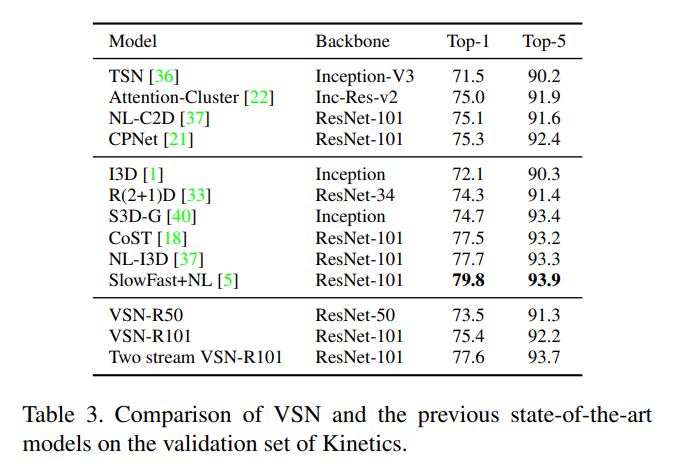 Model Backbone Top-1 Top-5
TSN [36] Inception-V3 71.5 90.2
Attention-Cluster [22] Inc-Res-v2 75.0 91.9
NL-C2D [37] ResNet-101 75.1 91.6
CPNet [21] ResNet-101 75.3 92.4
I3D [1] Inception 72.1 90.3
R(2+1)D [33] ResNet-34 74.3 91.4
S3D-G [40] Inception 74.7 93.4
CoST [18] ResNet-101 77.5 93.2
NL-I3D [37] ResNet-101 77.7 93.3
SlowFast+NL [5] ResNet-101 79.8 93.9
VSN-R50 ResNet-50 73.5 91.3
VSN-R101 ResNet-101 75.4 92.2
Two stream VSN-R101 ResNet-101 77.6 93.7
Table 3. Comparison of VSN and the previous state-of-the-art
models on the validation set of Kinetics.